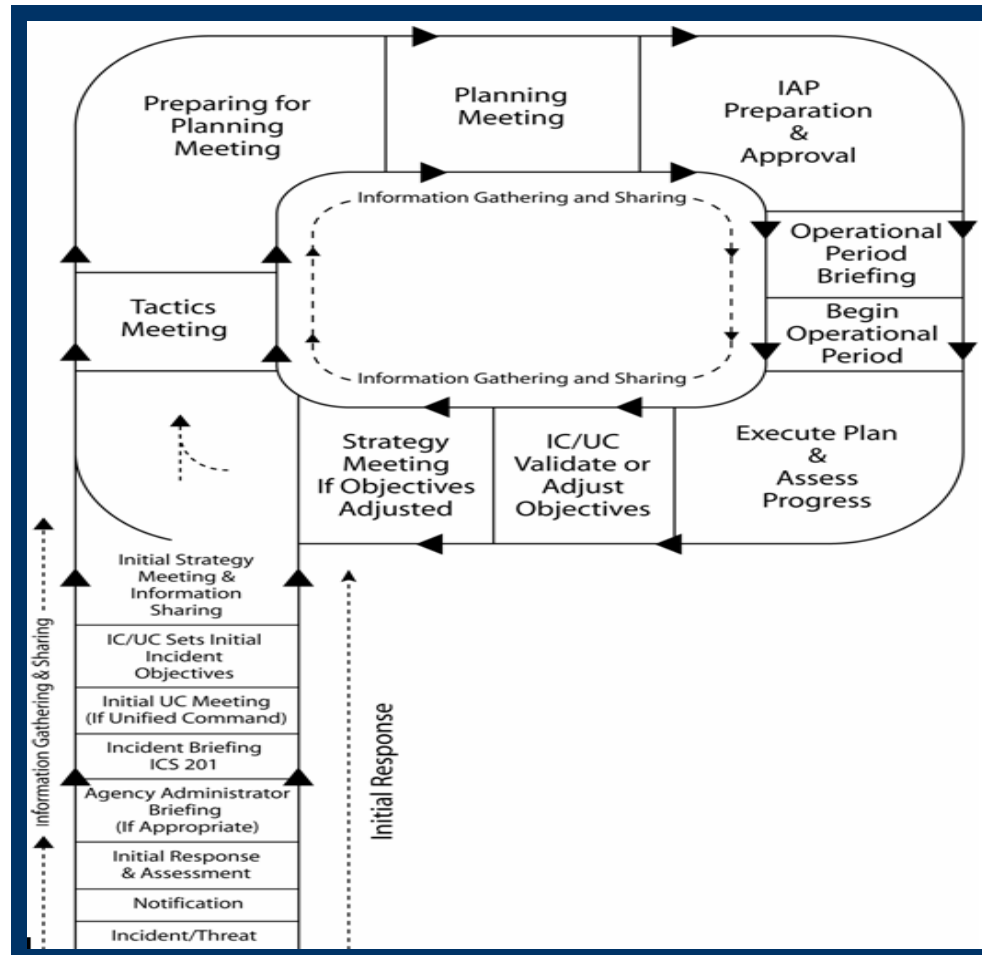 Preparing for
Planning
Meeting
Planning
Meeting
IAP
Preparation
&
Approval
Information Gathering and Sharing
Operational
Period
Briefing
Begin
Operational
Period
Tactics
Meeting
Information Gathering and Sharing
Strategy
Meeting
If Objectives
Adjusted
IC/UC
Validate or
Adjust
Objectives
Execute Plan
&
Assess
Progress
Initial Strategy
Meeting &
Information
Sharing
IC/UC Sets Initial
Incident
Objectives
Initial UC Meeting
(If Unified Command)
Incident Briefing
ICS 201
Agency Administrator
Briefing
(If Appropriate)
Initial Response
& Assessment
Notification
Incident/Threat
Information Gathering & Sharing
Initial Response